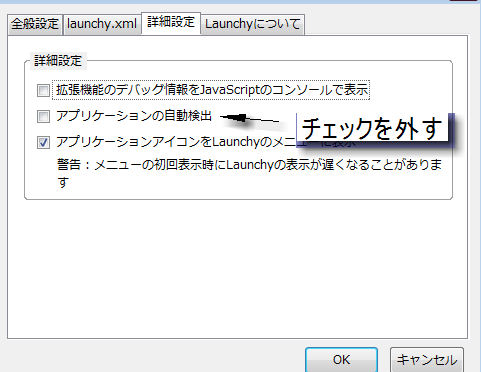 全般設定 launchy.xml 詳細設定 Launchyについて
詳細設定
拡張機能のデバッグ情報をJavaScriptのコンソールで表示
アプリケーションの自動検出
チェックを外す
アプリケーションアイコンをLaunchyのメニューに表示
警告：メニューの初回表示時にLaunchyの表示が遅くなることがありま
す
OK キャンセル